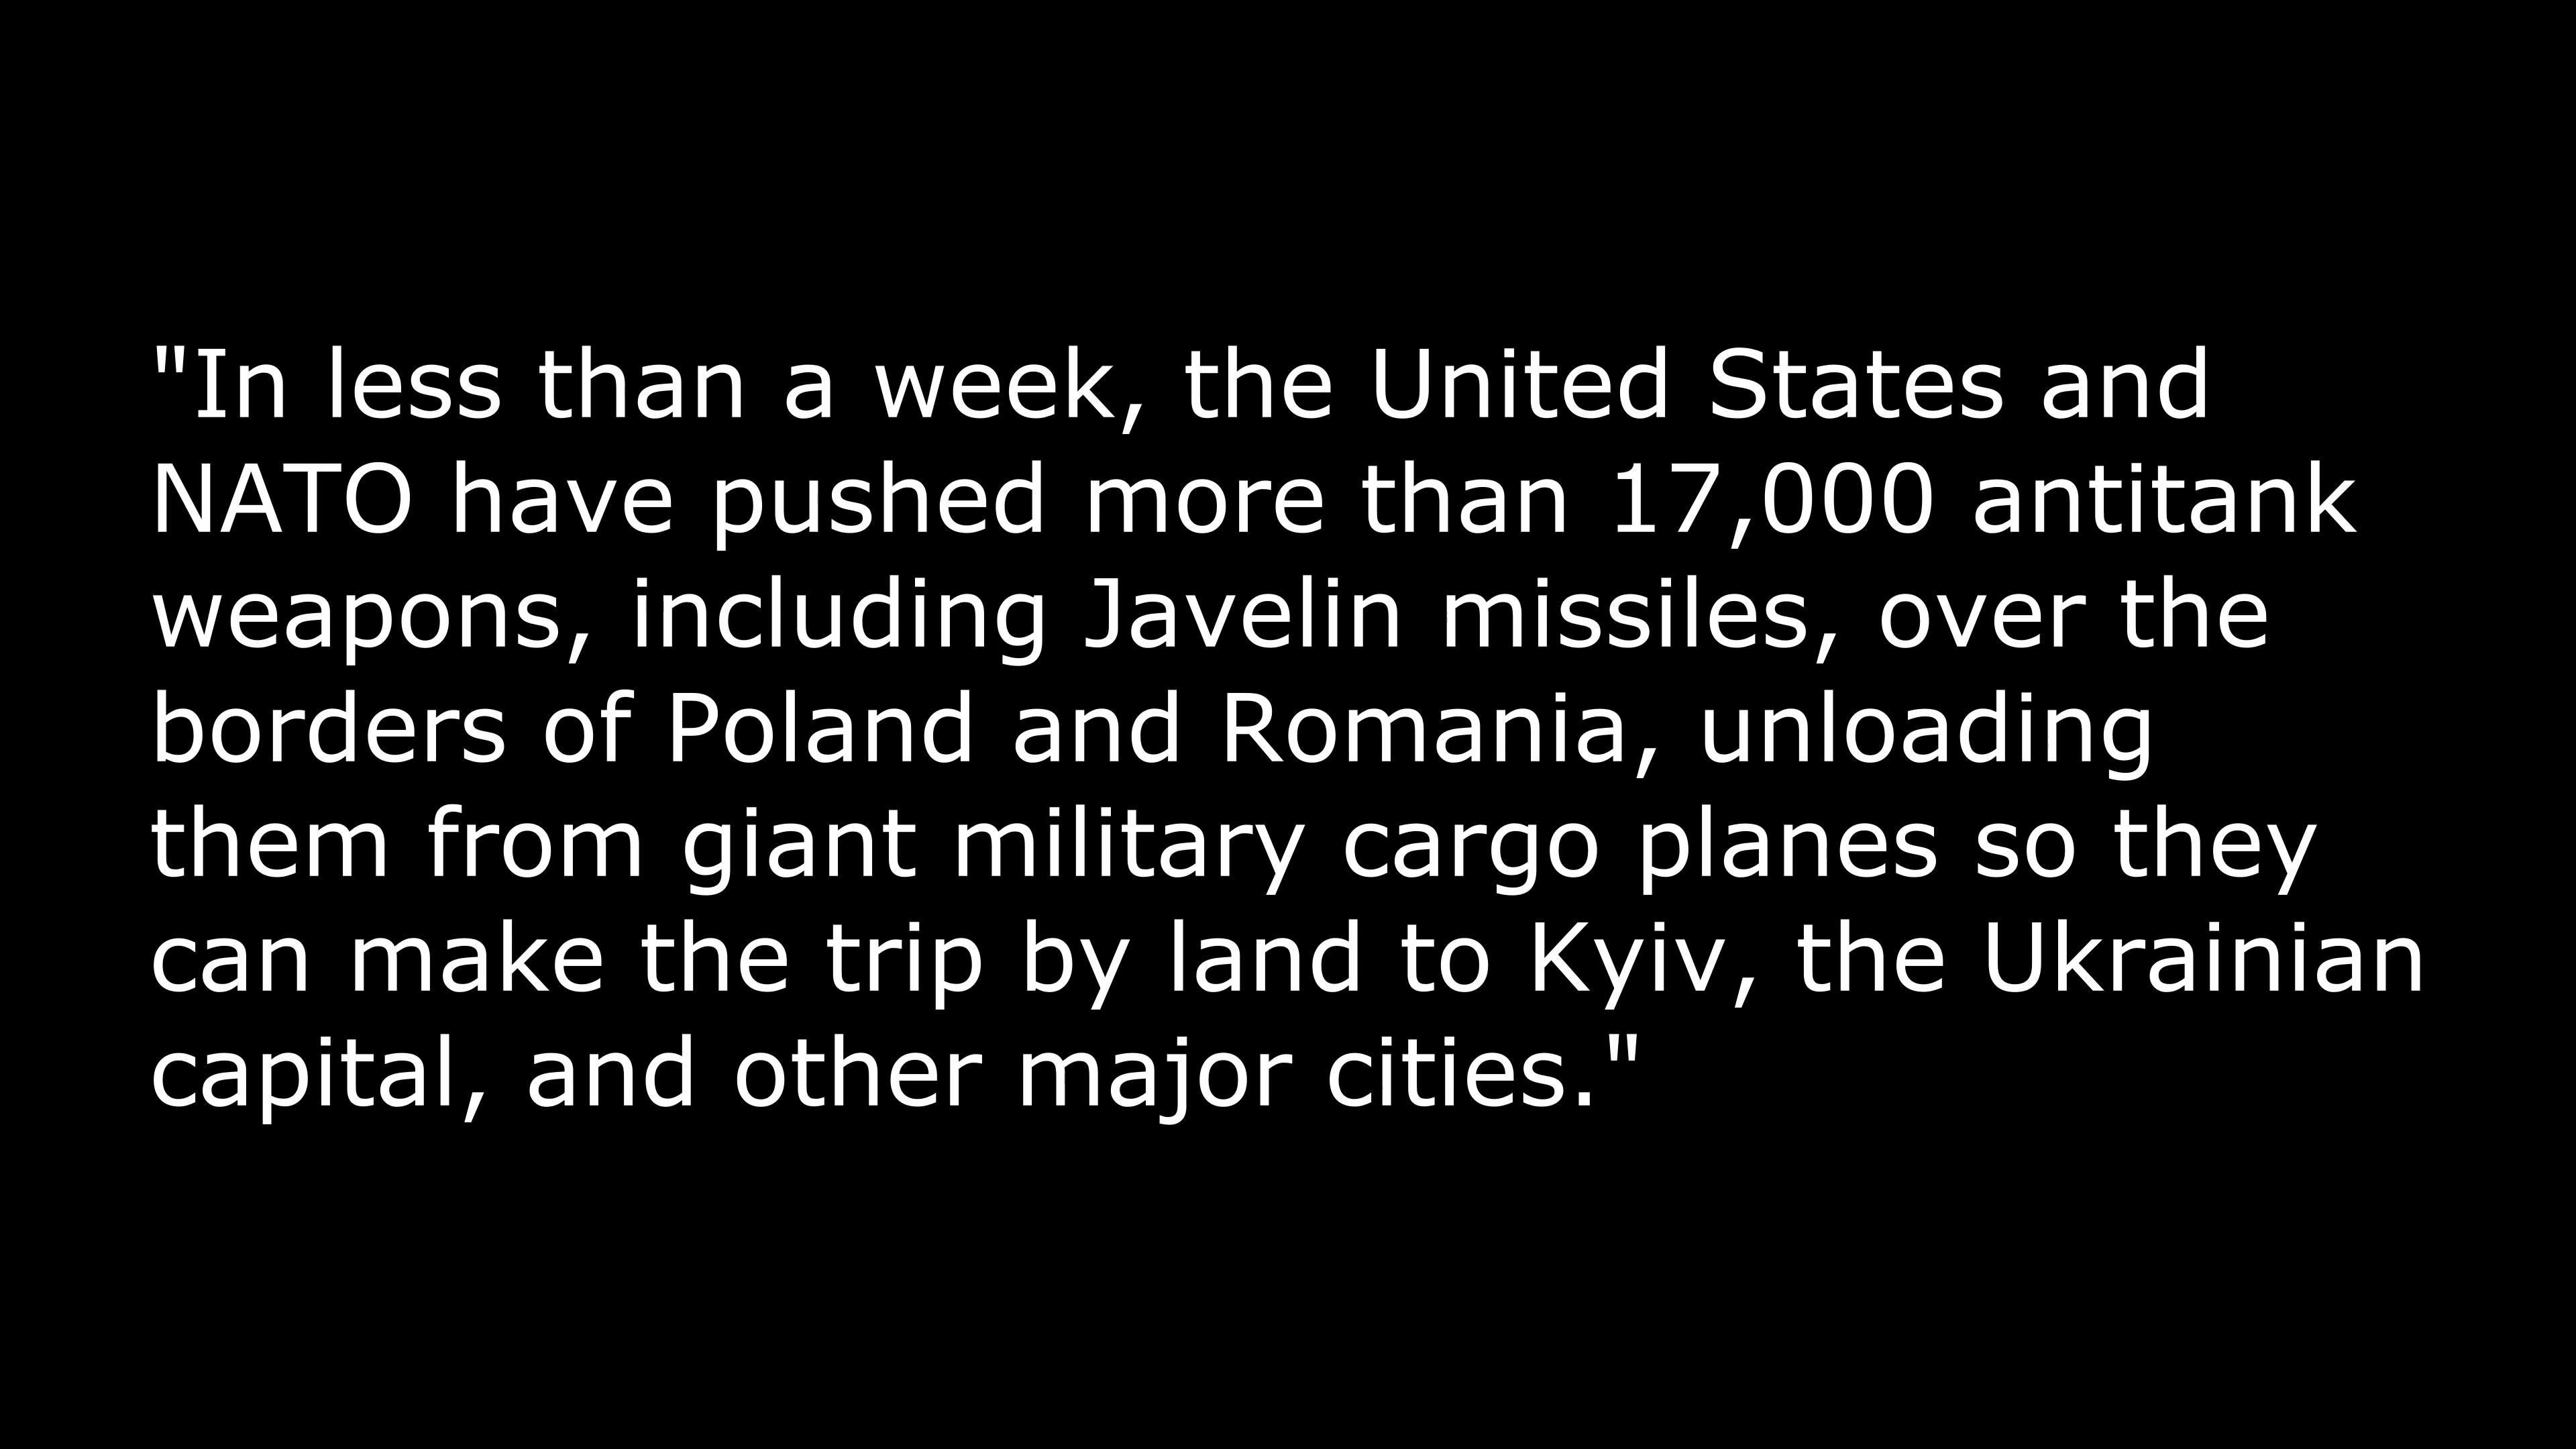 "In less than a week, the United States and
NATO have pushed more than 17,000 antitank
weapons, including Javelin missiles, over the
borders of Poland and Romania, unloading
them from giant military cargo planes so they
can make the trip by land to Kyiv, the Ukrainian
capital, and other major cities."